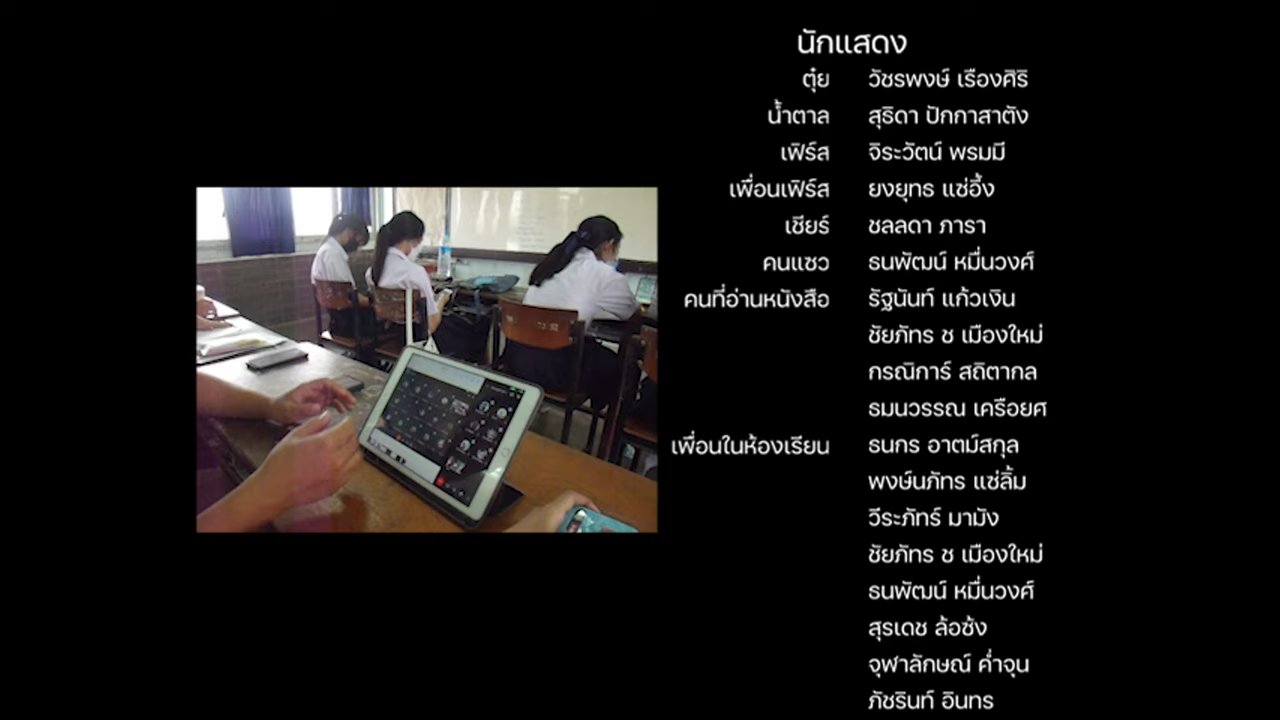 นักแสดง
ตุ๋ย วัชรพงษ์ เรืองศิริ
น้ำตาล สุธิดา ปักกาสาตัง
เฟิร์ส จิระวัตน์ พรมมี
เพื่อนเฟิร์ส ยงยุทธ แซ่อึ้ง
เชียร์ ชลลดา ภารา
คนแซว ธนพัฒน์ หมื่นวงศ์
คนที่อ่านหนังสือ รัฐนันท์ แก้วเงิน
ชัยภัทร ช เมืองใหม่
กรณิการ์ สถิตากล
ธมนวรรณ เครือยศ
เพื่อนในห้องเรียน ธนกร อาตม์สกุล
พงษ์นภัทร แซ่ลิ้ม
วีระภัทร์ มามัง
ชัยภัทร ช เมืองใหม่
ธนพัฒน์ หมื่นวงศ์
สุรเดช ล้อซ้ง
จุฬาลักษณ์ ค่ำจุน
ภัชรินท์ อินทร